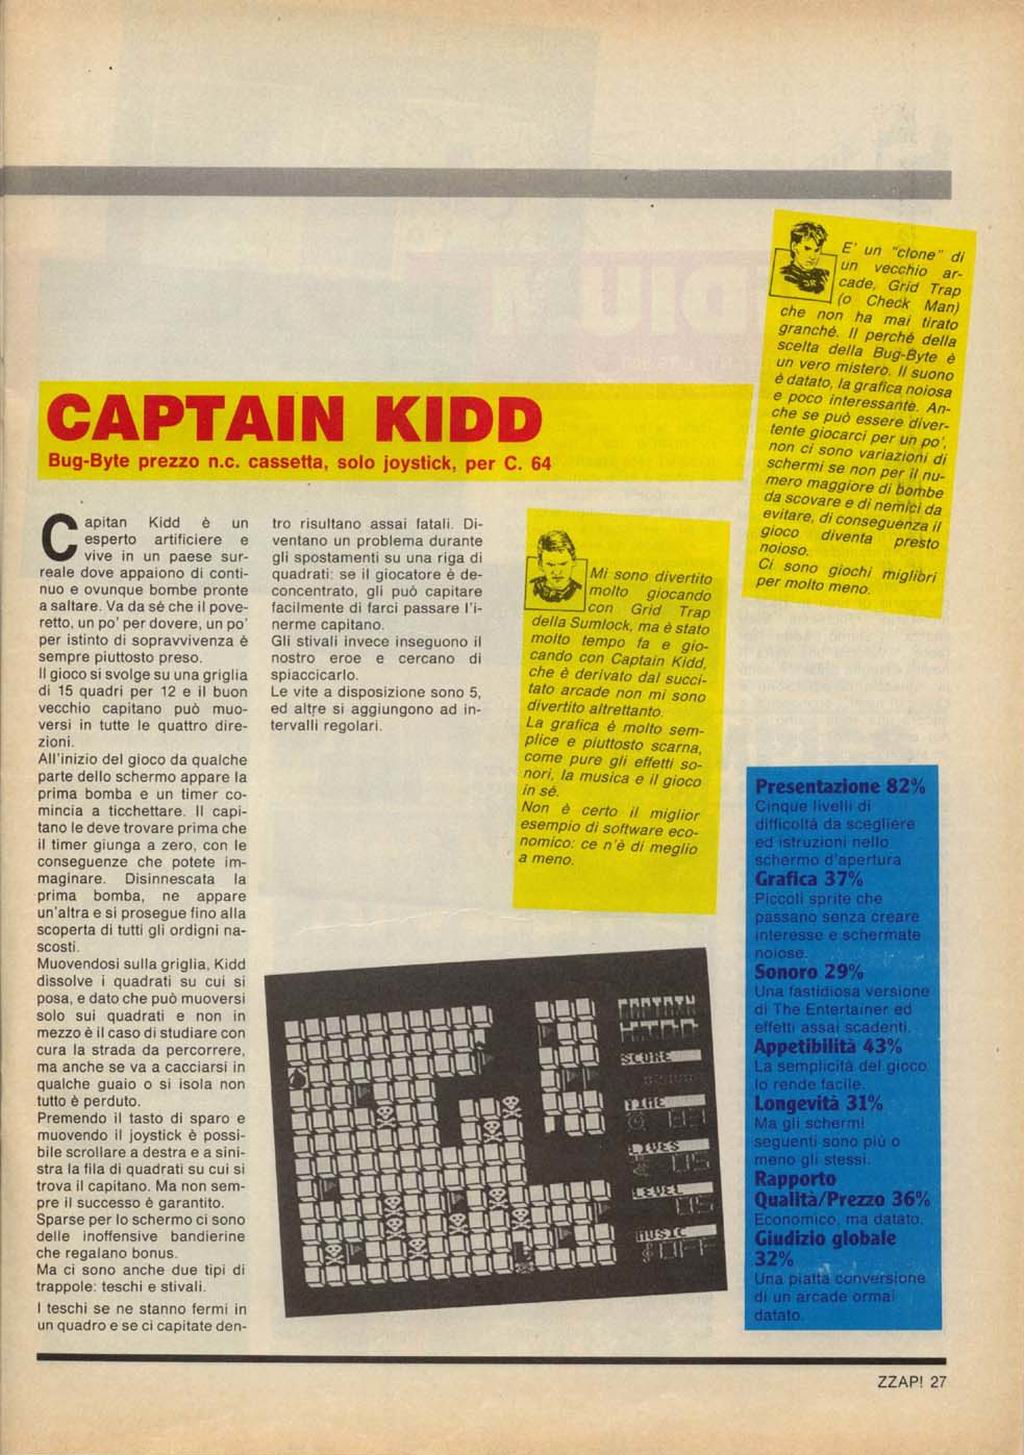 CAPTAIN KIDD
Bug-Byte prezzo n.c. cassetta, solo joystick, per C. 64
Capitan Kidd è un
esperto artificiere e
vive in un paese sur-
reale dove appaiono di conti-
nuo e ovunque bombe pronte
a saltare. Va da sé che il pove-
retto, un po' per dovere, un po'
per istinto di sopravvivenza è
sempre piuttosto preso.
Il gioco si svolge su una griglia
di 15 quadri per 12 e il buon
vecchio capitano può muo-
versi in tutte le quattro dire-
zioni.
All'inizio del gioco da qualche
parte dello schermo appare la
prima bomba e un timer co-
mincia a ticchettare. Il capi-
tano le deve trovare prima che
il timer giunga a zero, con le
conseguenze che potete im-
maginare. Disinnescata la
prima bomba, ne appare
un'altra e si prosegue fino alla
scoperta di tutti gli ordigni na-
scosti.
Muovendosi sulla griglia, Kidd
dissolve i quadrati su cui si
posa, e dato che può muoversi
solo sui quadrati e non in
mezzo è il caso di studiare con
cura la strada da percorrere,
ma anche se va a cacciarsi in
qualche guaio o si isola non
tutto è perduto.
Premendo il tasto di sparo e
muovendo il joystick è possi-
bile scrollare a destra e a sini-
stra la fila di quadrati su cui si
trova il capitano. Ma non sem-
pre il successo è garantito.
Sparse per lo schermo ci sono
delle inoffensive bandierine
che regalano bonus.
Ma ci sono anche due tipi di
trappole: teschi e stivali.
I teschi se ne stanno fermi in
un quadro e se ci capitate den-
tro risultano assai fatali. Di-
ventano un problema durante
gli spostamenti su una riga di
quadrati: se il giocatore è de-
concentrato, gli può capitare
facilmente di farci passare l'i-
nerme capitano.
Gli stivali invece inseguono il
nostro eroe e cercano di
spiaccicarlo.
Le vite a disposizione sono 5,
ed altre si aggiungono ad in-
tervalli regolari.
Mi sono divertito
molto giocando
con Grid Trap
della Sumlock, ma è stato
molto tempo fa e gio-
cando con Captain Kidd,
che è derivato dal succi-
tato arcade non mi sono
divertito altrettanto.
La grafica è molto sem-
plice e piuttosto scarna,
come pure gli effetti so-
nori, la musica e il gioco
in sé.
Non è certo il miglior
esempio di software eco-
nomico: ce n'è di meglio
a meno.
E' un "clone" di
un vecchio ar-
cade, Grid Trap
(o Check Man)
che non ha mai tirato
granché. Il perché della
scelta della Bug-Byte è
un vero mistero. Il suono
è datato, la grafica noiosa
e poco interessante. An-
che se può essere diver-
tente giocarci per un po',
non ci sono variazioni di
schermi se non per il nu-
mero maggiore di bombe
da scovare e di nemici da
evitare, di conseguenza il
gioco diventa presto
noioso.
Ci sono giochi migliori
per molto meno.
SCORE
TIME
LIVES
LEVEL
MUSIC
Presentazione 82%
Cinque livelli di
difficoltà da scegliere
ed istruzioni nello
schermo d'apertura
Grafica 37%
Piccoli sprite che
passano senza creare
interesse e schermate
noiose.
Sonoro 29%
Una fastidiosa versione
di The Entertainer ed
effetti assai scadenti.
Appetibilità 43%
La semplicità del gioco
lo rende facile.
Longevità 31%
Ma gli schermi
seguenti sono più o
meno gli stessi.
Rapporto
Qualità/Prezzo 36%
Economico, ma datato.
Giudizio globale
32%
Una piatta conversione
di un arcade ormai
datato.
ZZAP! 27